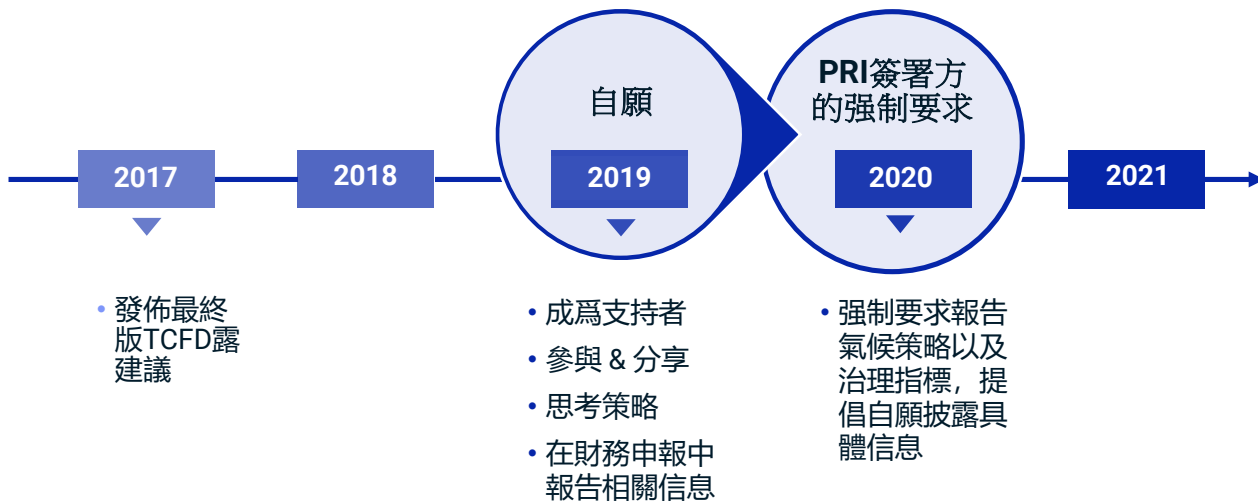 自願
PRI簽署方
的强制要求
2017
2018
2019
2020
2021
• 發佈最終
版TCFD露
建議
• 成爲支持者
• 參與 & 分享
• 思考策略
• 在財務申報中
報告相關信息
• 强制要求報告
氣候策略以及
治理指標，提
倡自願披露具
體信息